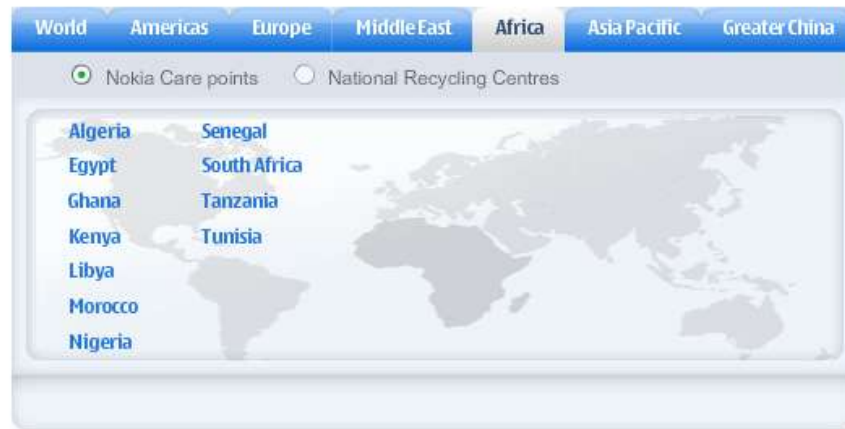 World Americas Europe Middle East Africa Asia Pacific Greater China
Nokia Care points National Recycling Centres
Algeria Senegal
Egypt South Africa
Ghana Tanzania
Kenya Tunisia
Libya
Morocco
Nigeria